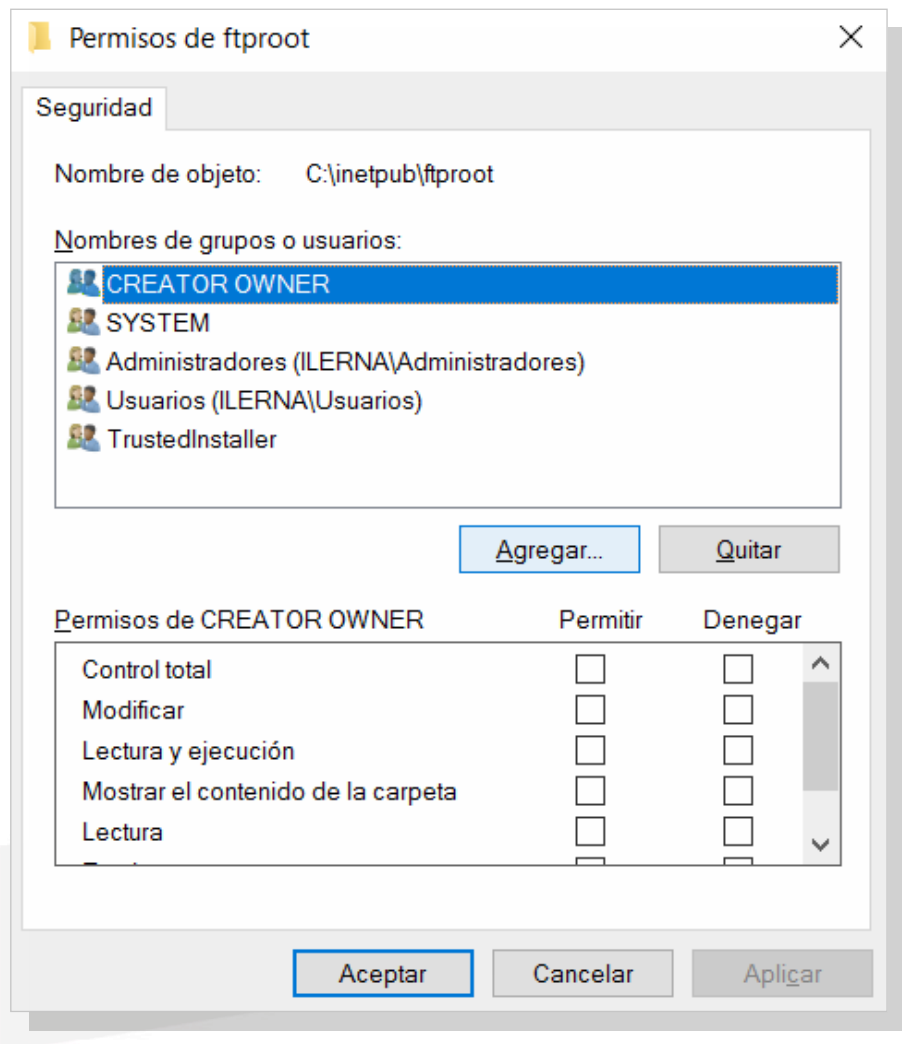 Permisos de ftproot
Seguridad
Nombre de objeto: C:\inetpub\ftproot
Nombres de grupos o usuarios:
CREATOR OWNER
SYSTEM
Administradores (ILERNA\Administradores)
Usuarios (ILERNA\Usuarios)
TrustedInstaller
Agregar... Quitar
Permisos de CREATOR OWNER Permitir Denegar
Control total
Modificar
Lectura y ejecución
Mostrar el contenido de la carpeta
Lectura
Aceptar Cancelar Aplicar